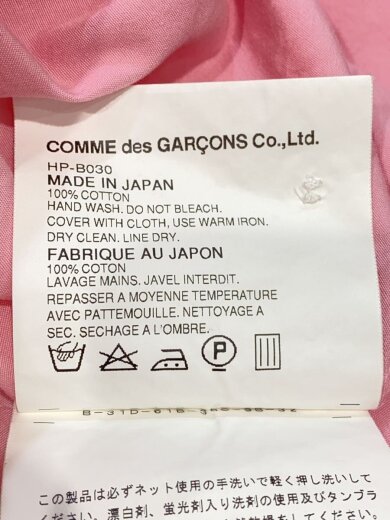 COMME des GARÇONS Co.,Ltd.
HP-B030
MADE IN JAPAN
100% COTTON
HAND WASH. DO NOT BLEACH.
COVER WITH CLOTH, USE WARM IRON.
DRY CLEAN. LINE DRY.
FABRIQUE AU JAPON
100% COTON
LAVAGE MAINS. JAVEL INTERDIT.
REPASSER A MOYENNE TEMPERATURE
AVEC PATTEMOUILLE. NETTOYAGE A
SEC. SECHAGE A L'OMBRE.
P
この製品は必ずネット使用の手洗いで軽く押し洗いして
ください。漂白剤、蛍光剤入り洗剤の使用及びタンブラ